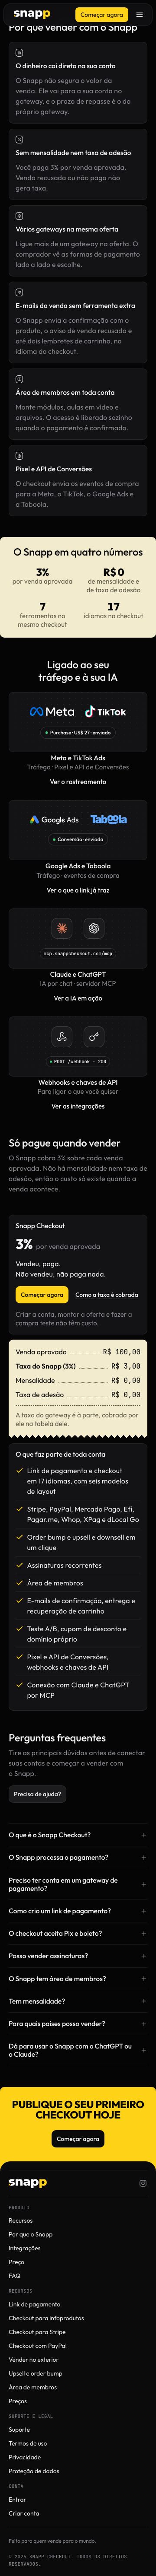 snapp
Começar agora
Por que vender com o Snapp
O dinheiro cai direto na sua conta
O Snapp não segura o valor da
venda. Ele vai para a sua conta no
gateway, e o prazo de repasse é o do
próprio gateway.
Sem mensalidade nem taxa de adesão
Você paga 3% por venda aprovada.
Venda recusada ou não paga não
gera taxa.
Vários gateways na mesma oferta
Ligue mais de um gateway na oferta. O
comprador vê as formas de pagamento
lado a lado e escolhe.
E-mails da venda sem ferramenta extra
O Snapp envia a confirmação com o
produto, o aviso de venda recusada e
até dois lembretes de carrinho, no
idioma do checkout.
Área de membros em toda conta
Monte módulos, aulas em vídeo e
arquivos. O acesso é liberado sozinho
quando o pagamento é confirmado.
Pixel e API de Conversões
O checkout envia os eventos de compra
para a Meta, o TikTok, o Google Ads e
a Taboola.
O Snapp em quatro números
3%
por venda aprovada
R$ 0
de mensalidade e
de taxa de adesão
7
ferramentas no
mesmo checkout
17
idiomas no checkout
Ligado ao seu
tráfego e à sua IA
Meta
TikTok
Purchase · US$ 27 · enviado
Meta e TikTok Ads
Tráfego · Pixel e API de Conversões
Ver o rastreamento
Google Ads
Taboola
Conversão · enviada
Google Ads e Taboola
Tráfego · eventos de compra
Ver o que o link já traz
mcp.snappcheckout.com/mcp
Claude e ChatGPT
IA por chat · servidor MCP
Ver a IA em ação
POST /webhook · 200
Webhooks e chaves de API
Para ligar o que você quiser
Ver as integrações
Só pague quando vender
O Snapp cobra 3% sobre cada venda
aprovada. Não há mensalidade nem taxa de
adesão, então o custo só existe quando a
venda acontece.
Snapp Checkout
3% por venda aprovada
Vendeu, paga.
Não vendeu, não paga nada.
Começar agora
Como a taxa é cobrada
Criar a conta, montar a oferta e fazer a
compra teste não têm custo.
Venda aprovada R$ 100,00
Taxa do Snapp (3%) R$ 3,00
Mensalidade R$ 0,00
Taxa de adesão R$ 0,00
A taxa do gateway é à parte, cobrada por
ele na tabela dele.
O que faz parte de toda conta
Link de pagamento e checkout
em 17 idiomas, com seis modelos
de layout
Stripe, PayPal, Mercado Pago, Efí,
Pagar.me, Whop, XPag e dLocal Go
Order bump e upsell e downsell em
um clique
Assinaturas recorrentes
Área de membros
E-mails de confirmação, entrega e
recuperação de carrinho
Teste A/B, cupom de desconto e
domínio próprio
Pixel e API de Conversões,
webhooks e chaves de API
Conexão com Claude e ChatGPT
por MCP
Perguntas frequentes
Tire as principais dúvidas antes de conectar
suas contas e começar a vender com
o Snapp.
Precisa de ajuda?
O que é o Snapp Checkout? +
O Snapp processa o pagamento? +
Preciso ter conta em um gateway de
pagamento? +
Como crio um link de pagamento? +
O checkout aceita Pix e boleto? +
Posso vender assinaturas? +
O Snapp tem área de membros? +
Tem mensalidade? +
Para quais países posso vender? +
Dá para usar o Snapp com o ChatGPT ou
o Claude? +
PUBLIQUE O SEU PRIMEIRO
CHECKOUT HOJE
Começar agora
snapp
PRODUTO
Recursos
Por que o Snapp
Integrações
Preço
FAQ
RECURSOS
Link de pagamento
Checkout para infoprodutos
Checkout para Stripe
Checkout com PayPal
Vender no exterior
Upsell e order bump
Área de membros
Preços
SUPORTE E LEGAL
Suporte
Termos de uso
Privacidade
Proteção de dados
CONTA
Entrar
Criar conta
Feito para quem vende para o mundo.
© 2026 SNAPP CHECKOUT. TODOS OS DIREITOS
RESERVADOS.